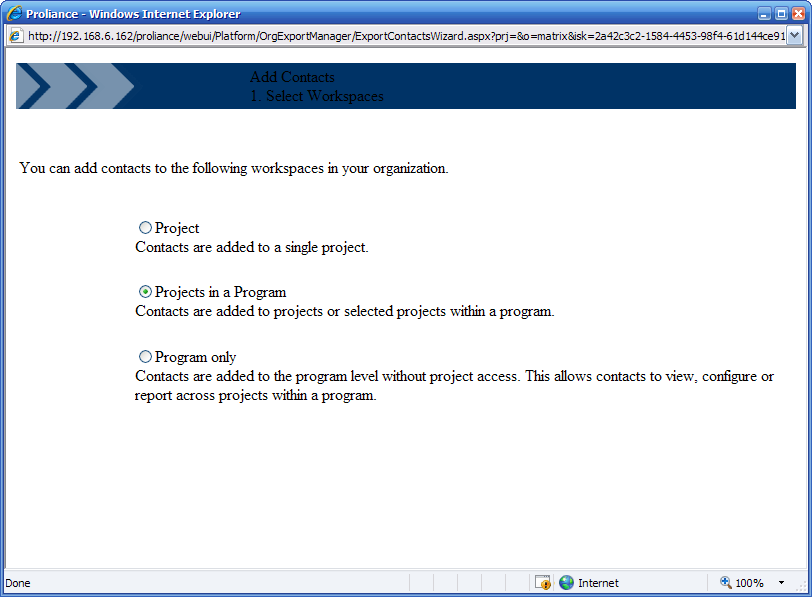 Proliance - Windows Internet Explorer
http://192.168.6.162/proliance/webui/Platform/OrgExportManager/ExportContactsWizard.aspx?prj=&o=matrix&isk=2a42c3c2-1584-4453-98f4-61d144ce91
Add Contacts
1. Select Workspaces
You can add contacts to the following workspaces in your organization.
Project
Contacts are added to a single project.
Projects in a Program
Contacts are added to projects or selected projects within a program.
Program only
Contacts are added to the program level without project access. This allows contacts to view, configure or
report across projects within a program.
Done Internet 100%